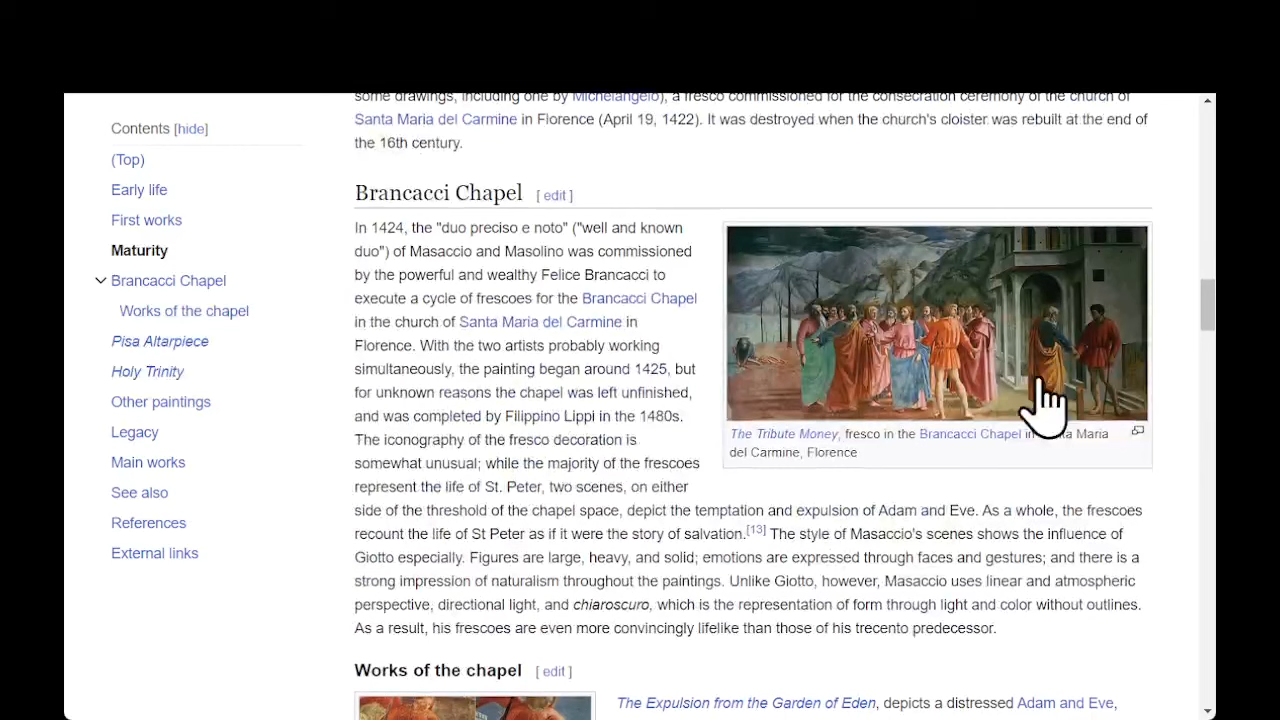 Contents [hide]
(Top)
Early life
First works
Maturity
Brancacci Chapel
Works of the chapel
Pisa Altarpiece
Holy Trinity
Other paintings
Legacy
Main works
See also
References
External links
some drawings, including one by Michelangelo), a fresco commissioned for the consecration ceremony of the church of
Santa Maria del Carmine in Florence (April 19, 1422). It was destroyed when the church's cloister was rebuilt at the end of
the 16th century.
Brancacci Chapel [ edit ]
In 1424, the "duo preciso e noto" ("well and known
duo") of Masaccio and Masolino was commissioned
by the powerful and wealthy Felice Brancacci to
execute a cycle of frescoes for the Brancacci Chapel
in the church of Santa Maria del Carmine in
Florence. With the two artists probably working
simultaneously, the painting began around 1425, but
for unknown reasons the chapel was left unfinished,
and was completed by Filippino Lippi in the 1480s.
The iconography of the fresco decoration is
somewhat unusual; while the majority of the frescoes
represent the life of St. Peter, two scenes, on either
side of the threshold of the chapel space, depict the temptation and expulsion of Adam and Eve. As a whole, the frescoes
recount the life of St Peter as if it were the story of salvation.[13] The style of Masaccio's scenes shows the influence of
Giotto especially. Figures are large, heavy, and solid; emotions are expressed through faces and gestures; and there is a
strong impression of naturalism throughout the paintings. Unlike Giotto, however, Masaccio uses linear and atmospheric
perspective, directional light, and chiaroscuro, which is the representation of form through light and color without outlines.
As a result, his frescoes are even more convincingly lifelike than those of his trecento predecessor.
The Tribute Money, fresco in the Brancacci Chapel in Maria
del Carmine, Florence
Works of the chapel [ edit ]
The Expulsion from the Garden of Eden, depicts a distressed Adam and Eve,